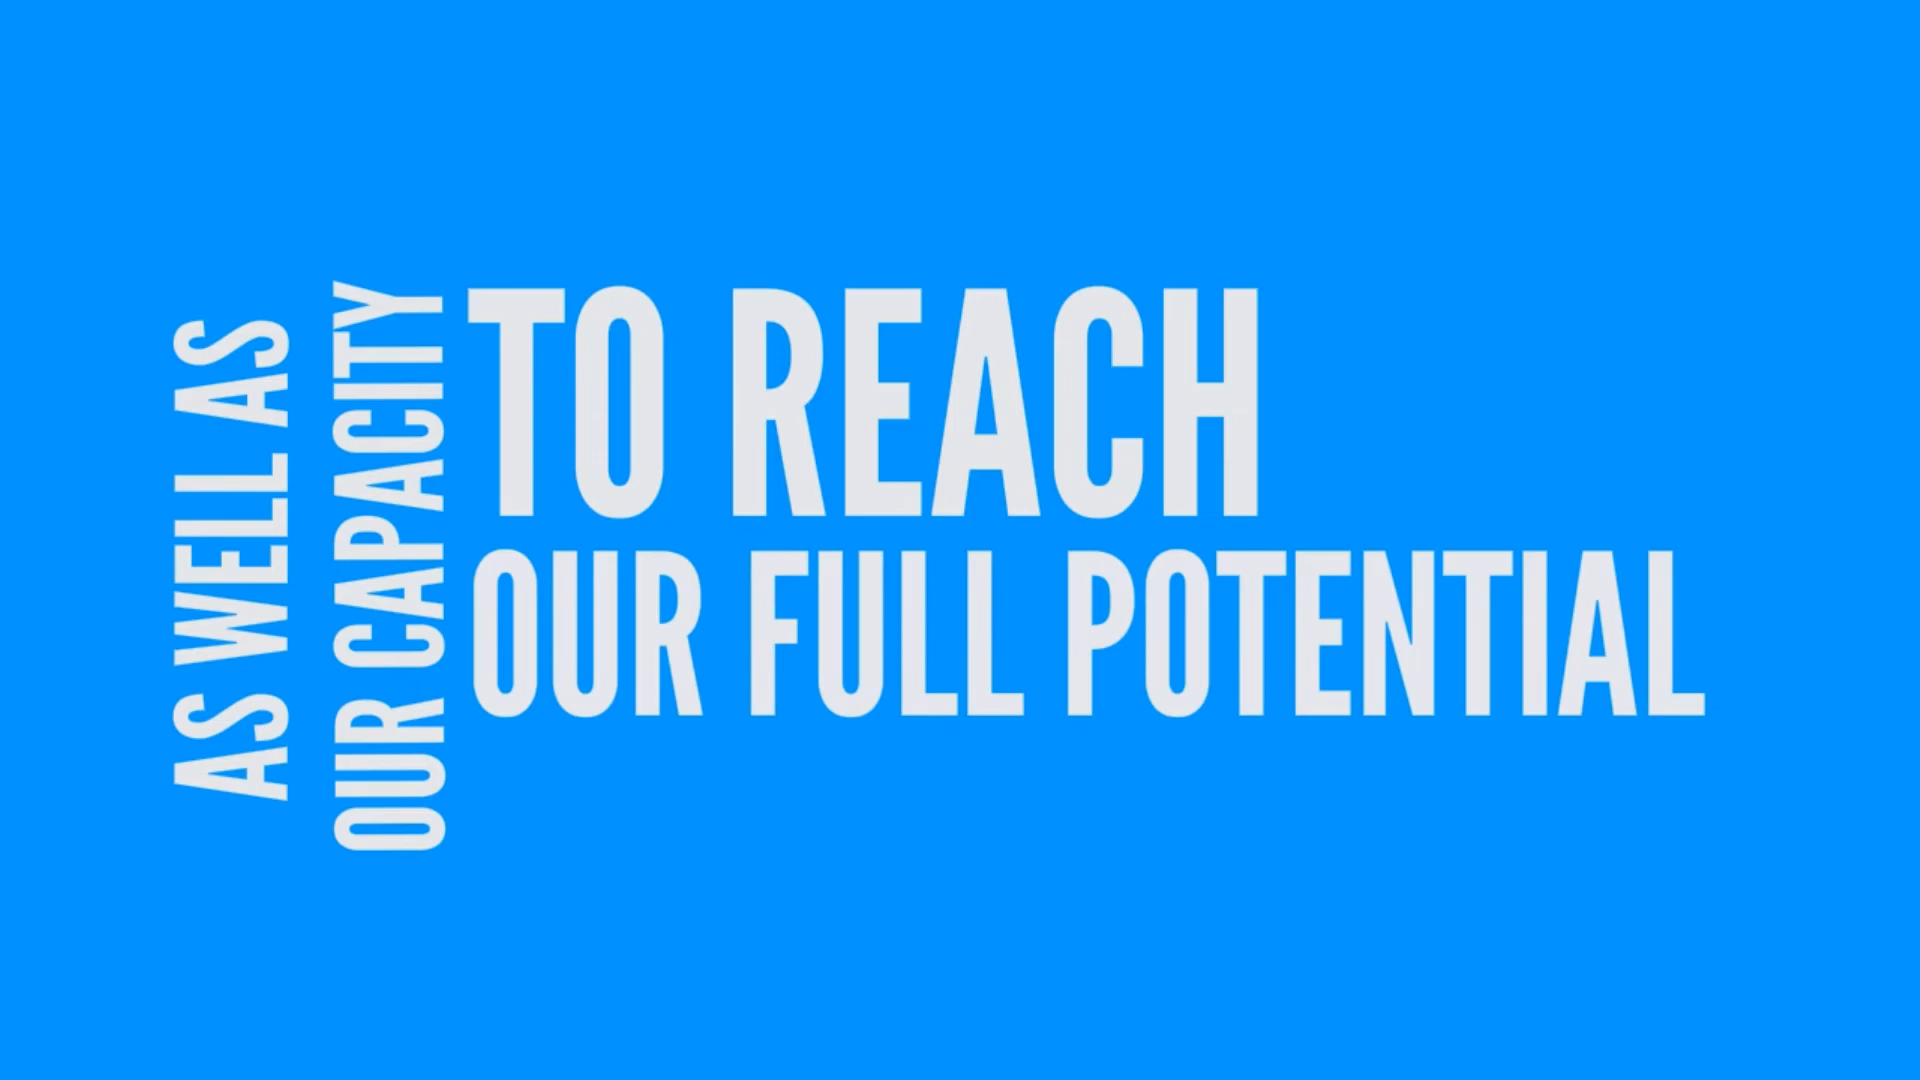 AS WELL AS
OUR CAPACITY
TO REACH
OUR FULL POTENTIAL